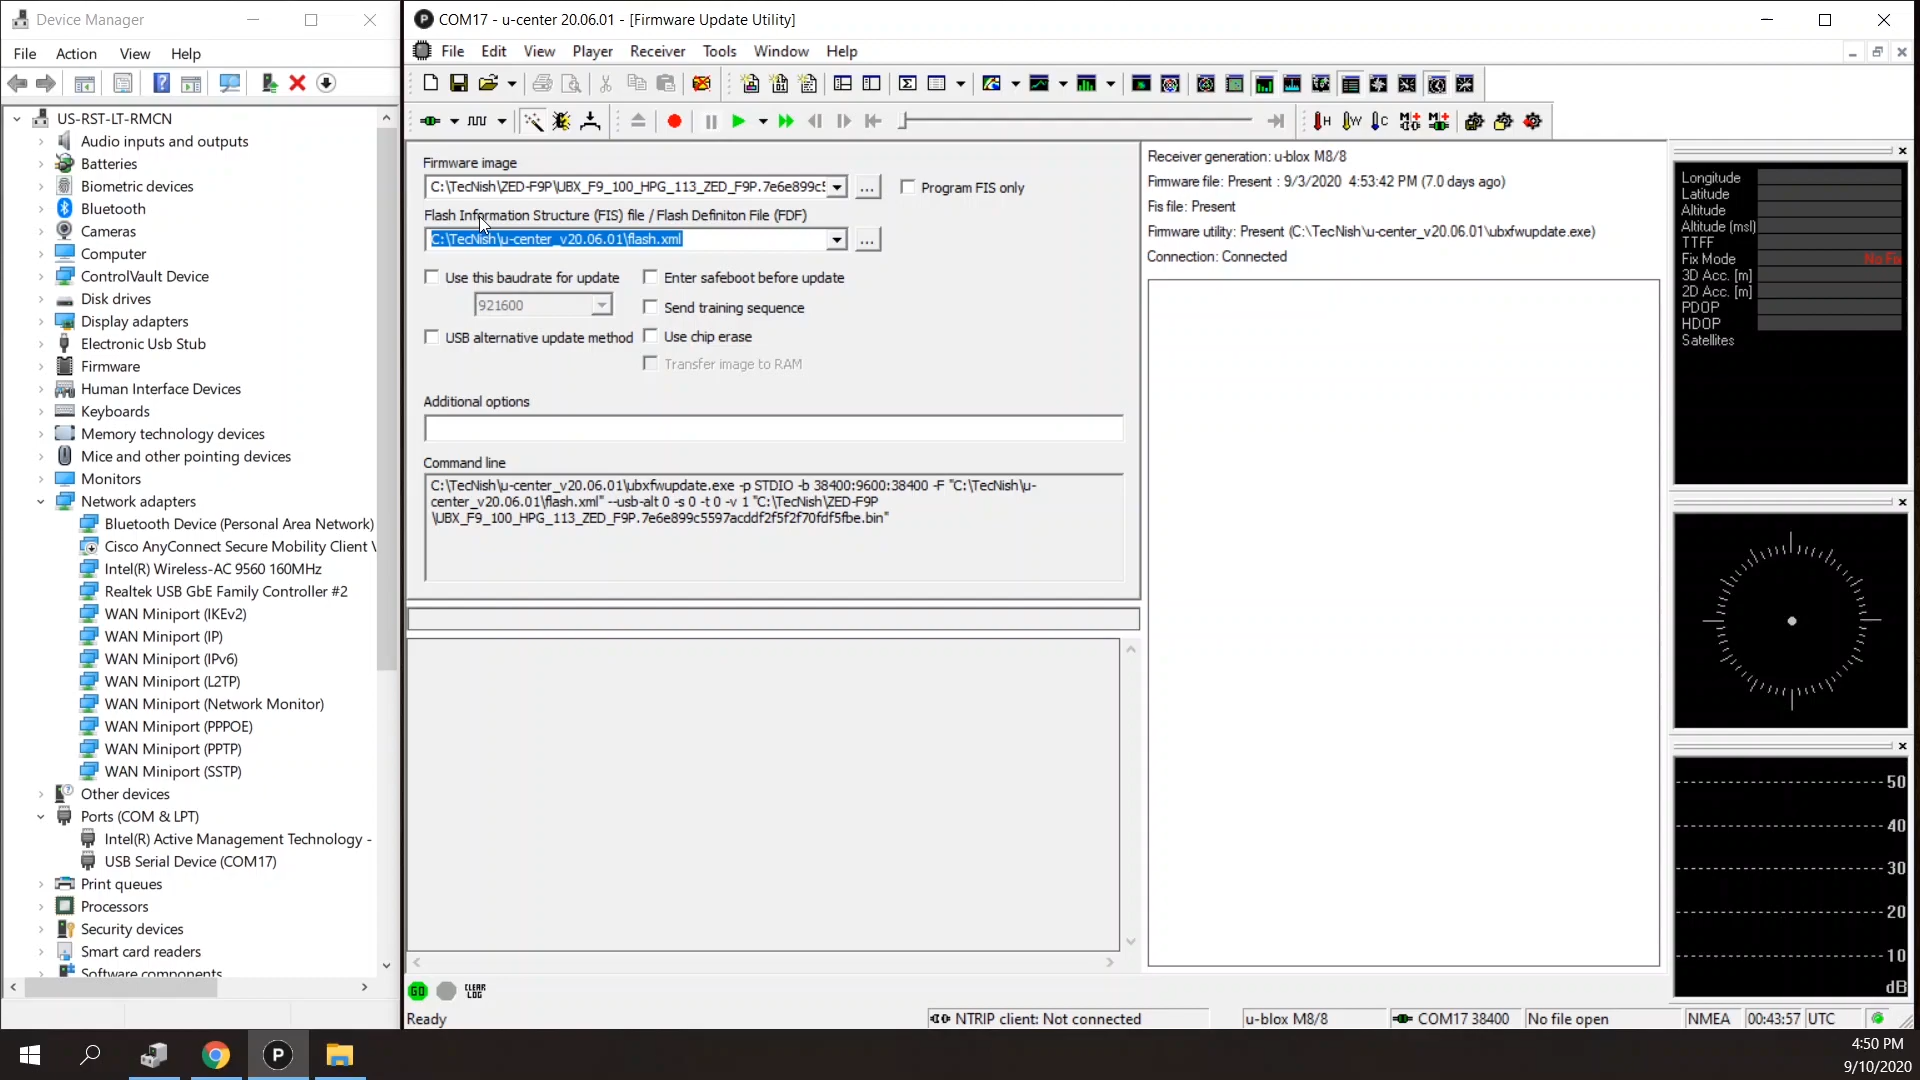 Device Manager
File Action View Help
US-RST-LT-RMCN
Audio inputs and outputs
Batteries
Biometric devices
Bluetooth
Cameras
Computer
ControlVault Device
Disk drives
Display adapters
Electronic Usb Stub
Firmware
Human Interface Devices
Keyboards
Memory technology devices
Mice and other pointing devices
Monitors
Network adapters
Bluetooth Device (Personal Area Network)
Cisco AnyConnect Secure Mobility Client
Intel(R) Wireless-AC 9560 160MHz
Realtek USB GbE Family Controller #2
WAN Miniport (IKEv2)
WAN Miniport (IP)
WAN Miniport (IPv6)
WAN Miniport (L2TP)
WAN Miniport (Network Monitor)
WAN Miniport (PPPOE)
WAN Miniport (PPTP)
WAN Miniport (SSTP)
Other devices
Ports (COM & LPT)
Intel(R) Active Management Technology -
USB Serial Device (COM17)
Print queues
Processors
Security devices
Smart card readers
Software components
COM17 - u-center 20.06.01 - [Firmware Update Utility]
File Edit View Player Receiver Tools Window Help
Firmware image
C:\TecNish\ZED-F9P\UBX_F9_100_HPG_113_ZED_F9P.7e6e899c5
... Program FIS only
Flash Information Structure (FIS) file / Flash Definiton File (FDF)
C:\TecNish\u-center_v20.06.01\flash.xml
...
Use this baudrate for update Enter safeboot before update
921600 Send training sequence
USB alternative update method Use chip erase
Transfer image to RAM
Additional options
Command line
C:\TecNish\u-center_v20.06.01\ubxfwupdate.exe -p STDIO -b 38400:9600:38400 -F "C:\TecNish\u-
center_v20.06.01\flash.xml" --usb-alt 0 -s 0 -t 0 -v 1 "C:\TecNish\ZED-F9P
\UBX_F9_100_HPG_113_ZED_F9P.7e6e899c5597acddf2f5f2f70fdf5fbe.bin"
Receiver generation: u-blox M8/8
Firmware file: Present : 9/3/2020 4:53:42 PM (7.0 days ago)
Fis file: Present
Firmware utility: Present (C:\TecNish\u-center_v20.06.01\ubxfwupdate.exe)
Connection: Connected
Longitude
Latitude
Altitude
Altitude (msl)
TTFF
Fix Mode No Fix
3D Acc. [m]
2D Acc. [m]
PDOP
HDOP
Satellites
50
40
30
20
10
dB
GO CLEAR LOG
Ready NTRIP client: Not connected u-blox M8/8 COM17 38400 No file open NMEA 00:43:57 UTC
4:50 PM
9/10/2020